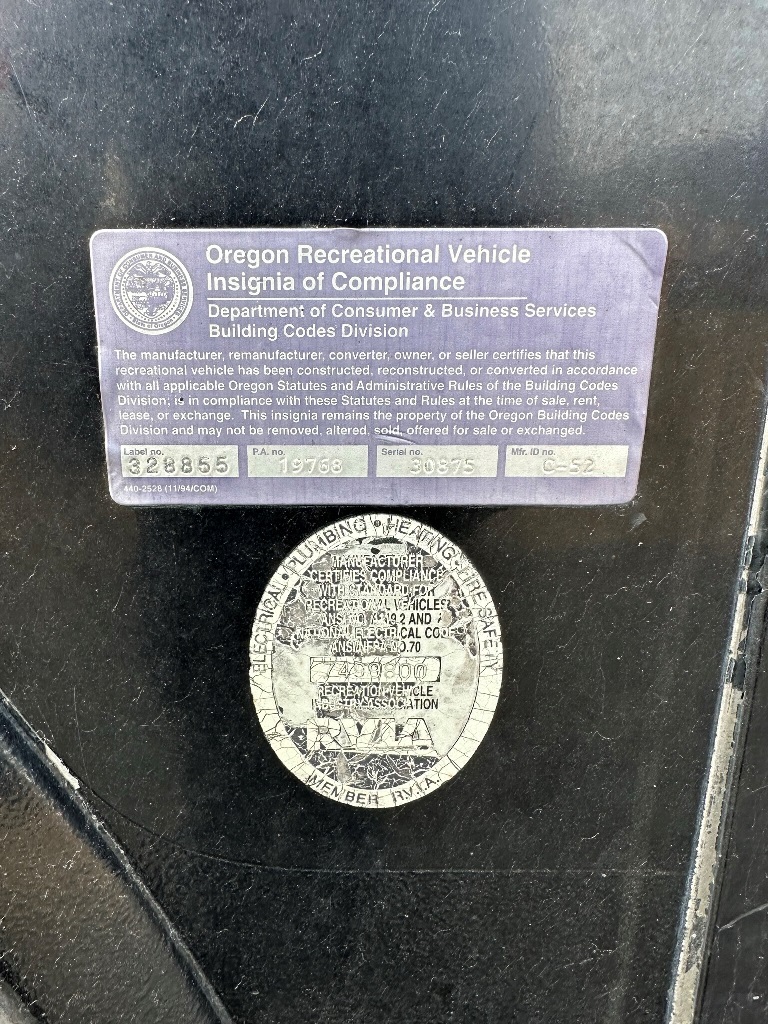 Oregon Recreational Vehicle
Insignia of Compliance
Department of Consumer & Business Services
Building Codes Division
The manufacturer, remanufacturer, converter, owner, or seller certifies that this
recreational vehicle has been constructed, reconstructed, or converted in accordance
with all applicable Oregon Statutes and Administrative Rules of the Building Codes
Division; is in compliance with these Statutes and Rules at the time of sale, rent,
lease, or exchange. This insignia remains the property of the Oregon Building Codes
Division and may not be removed, altered, sold, offered for sale or exchanged.
Label no. P.A. no. Serial no. Mfr. ID no.
328855 19768 30875 C-52
440-2528 (11/94/COM)
ELECTRICAL • PLUMBING • HEATING • FIRE SAFETY
MANUFACTURER
CERTIFIES COMPLIANCE
WITH STANDARD FOR
RECREATIONAL VEHICLES
2 AND
NATIONAL ELECTRICAL CODE
NO.70
RECREATION VEHICLE
INDUSTRY ASSOCIATION
RVIA
MEMBER R.V.I.A.